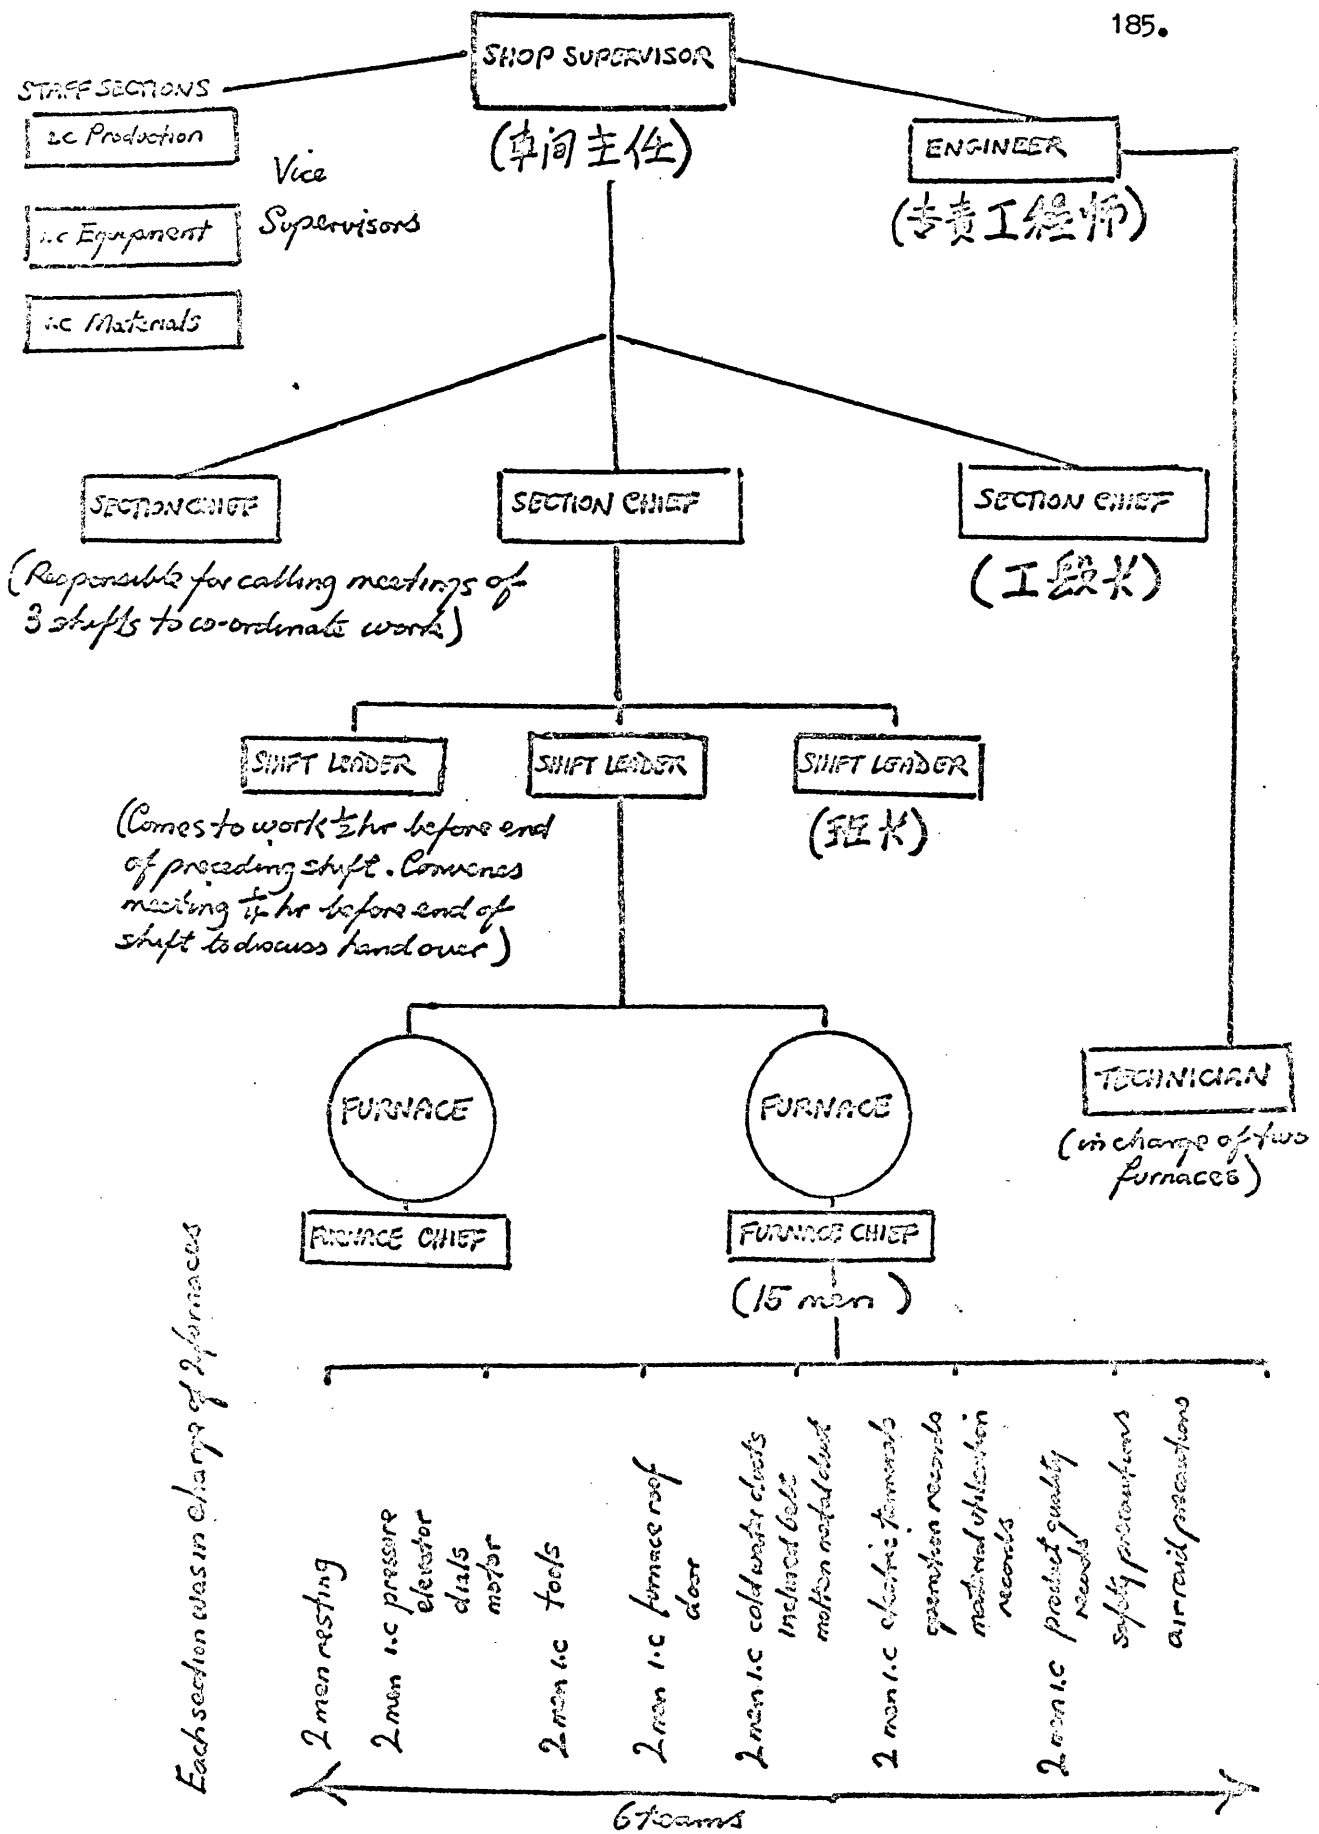 185.
SHOP SUPERVISOR
(车间主任)
STAFF SECTIONS
i.c Production
i.c Equipment
i.c Materials
Vice
Supervisors
ENGINEER
(专责工程师)
SECTION CHIEF
(Responsible for calling meetings of
3 shifts to co-ordinate work)
SECTION CHIEF
SECTION CHIEF
(工段长)
SHIFT LEADER
(Comes to work ½ hr before end
of preceding shift. Convenes
meeting ¼ hr before end of
shift to discuss hand over)
SHIFT LEADER
SHIFT LEADER
(班长)
FURNACE
FURNACE
FURNACE CHIEF
FURNACE CHIEF
(15 men)
TECHNICIAN
(in charge of two
furnaces)
Each section was in charge of 2 furnaces
2 men resting
2 men i.c pressure
elevator
dials
motor
2 men i.c tools
2 men i.c furnace roof
door
2 men i.c cold water ducts
inclined belt
molten metal duct
2 men i.c electric terminals
operation records
material utilisation
records
2 men i.c product quality
records
safety precautions
air raid precautions
6 teams